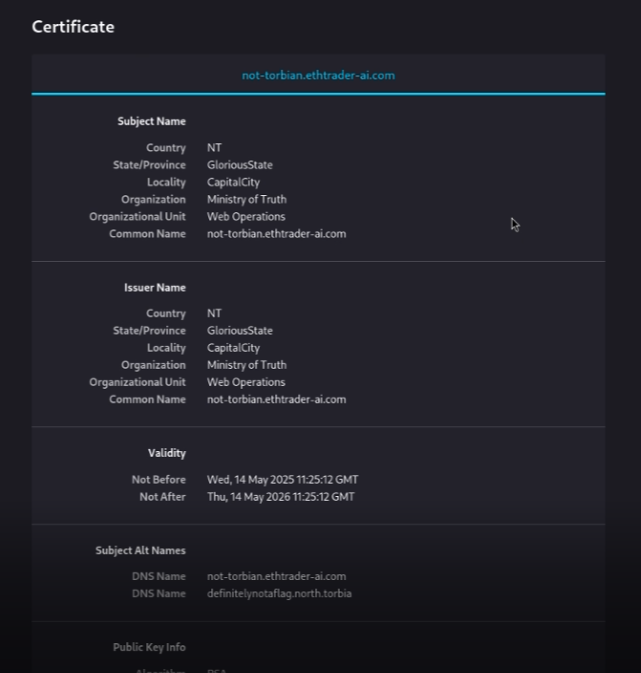 Certificate
not-torbian.ethtrader-ai.com
Subject Name
Country NT
State/Province GloriousState
Locality CapitalCity
Organization Ministry of Truth
Organizational Unit Web Operations
Common Name not-torbian.ethtrader-ai.com
Issuer Name
Country NT
State/Province GloriousState
Locality CapitalCity
Organization Ministry of Truth
Organizational Unit Web Operations
Common Name not-torbian.ethtrader-ai.com
Validity
Not Before Wed, 14 May 2025 11:25:12 GMT
Not After Thu, 14 May 2026 11:25:12 GMT
Subject Alt Names
DNS Name not-torbian.ethtrader-ai.com
DNS Name definitelynotaflag.north.torbia
Public Key Info
Algorithm RSA